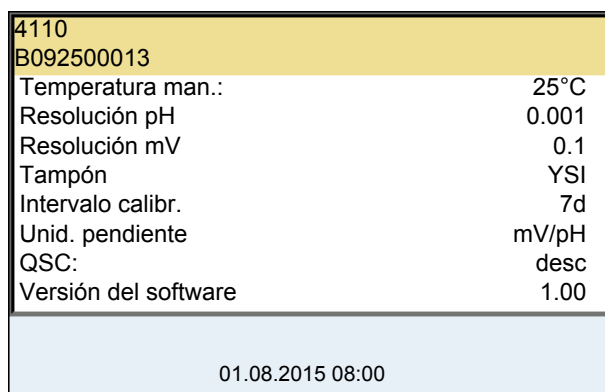 4110
B092500013
Temperatura man.: 25°C
Resolución pH 0.001
Resolución mV 0.1
Tampón YSI
Intervalo calibr. 7d
Unid. pendiente mV/pH
QSC: desc
Versión del software 1.00
01.08.2015 08:00